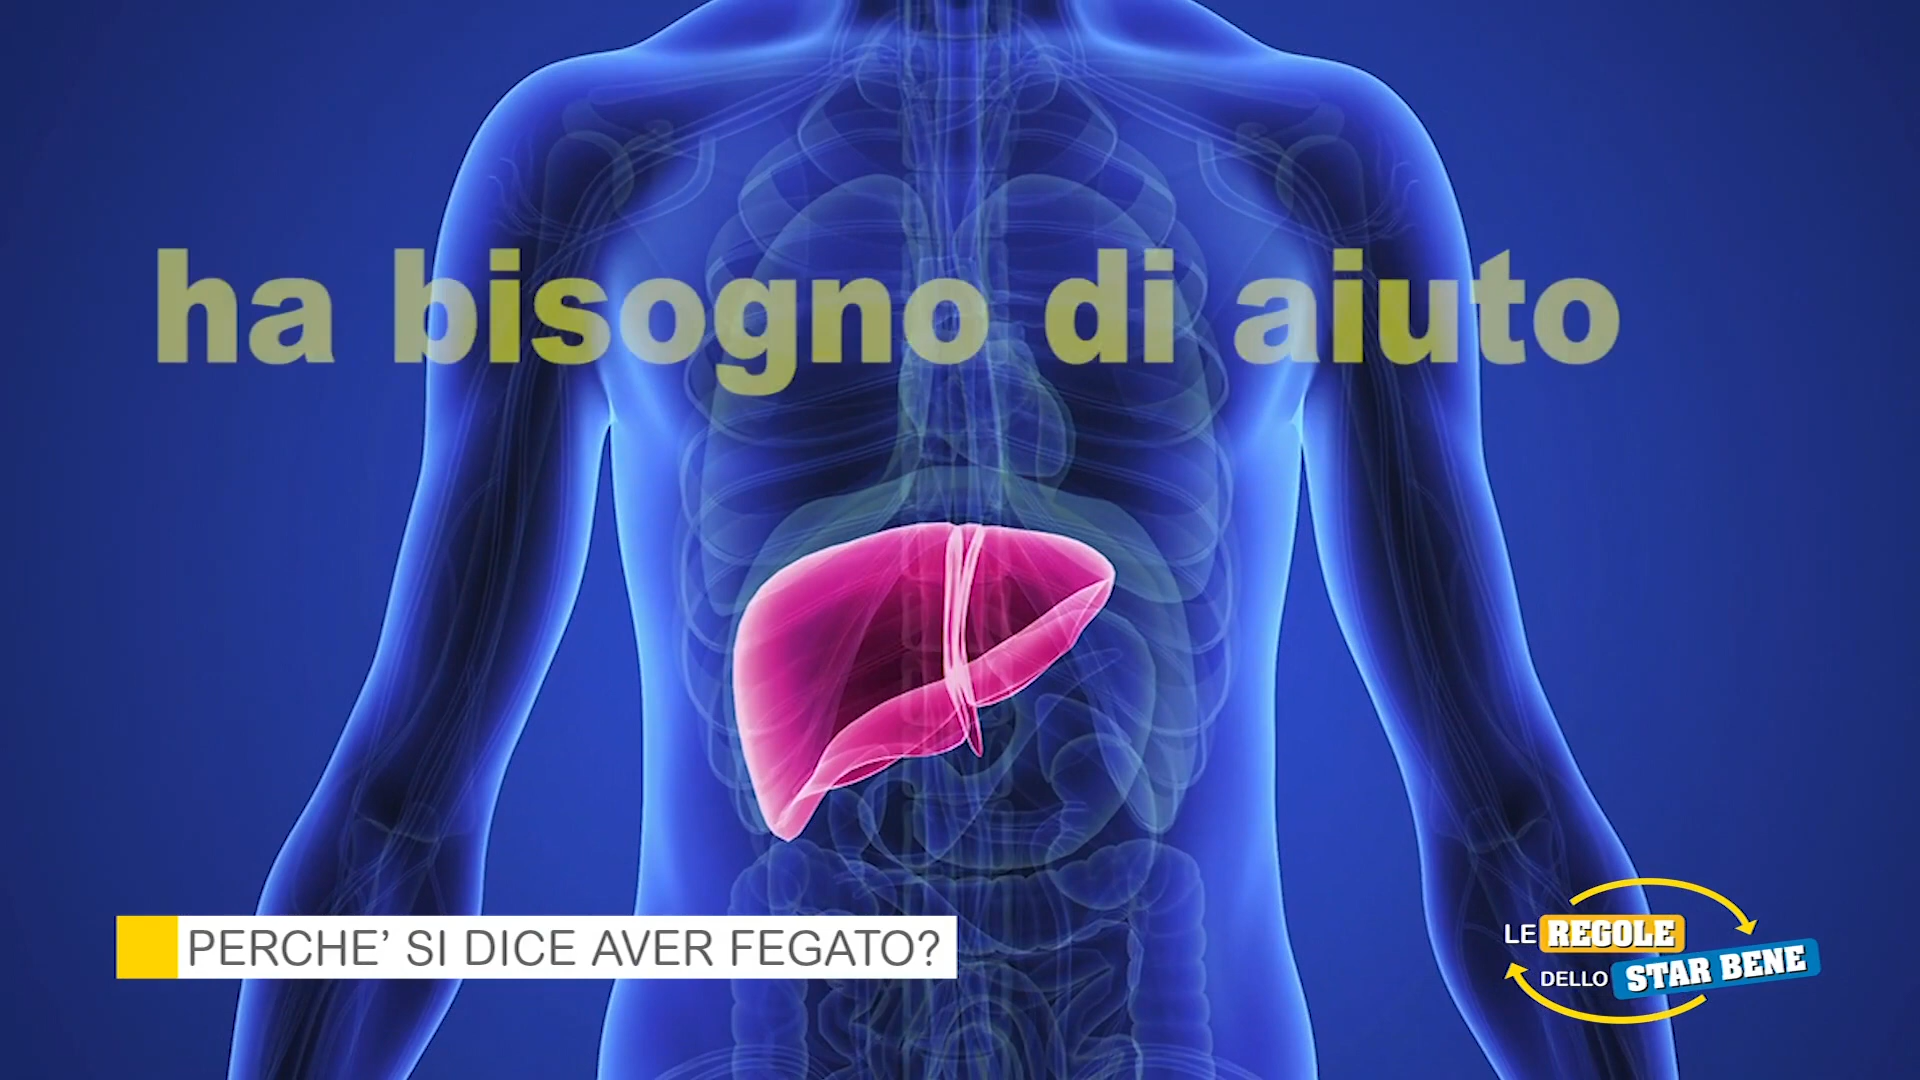 ha bisogno di aiuto
PERCHE’ SI DICE AVER FEGATO?
LE REGOLE
DELLO STAR BENE